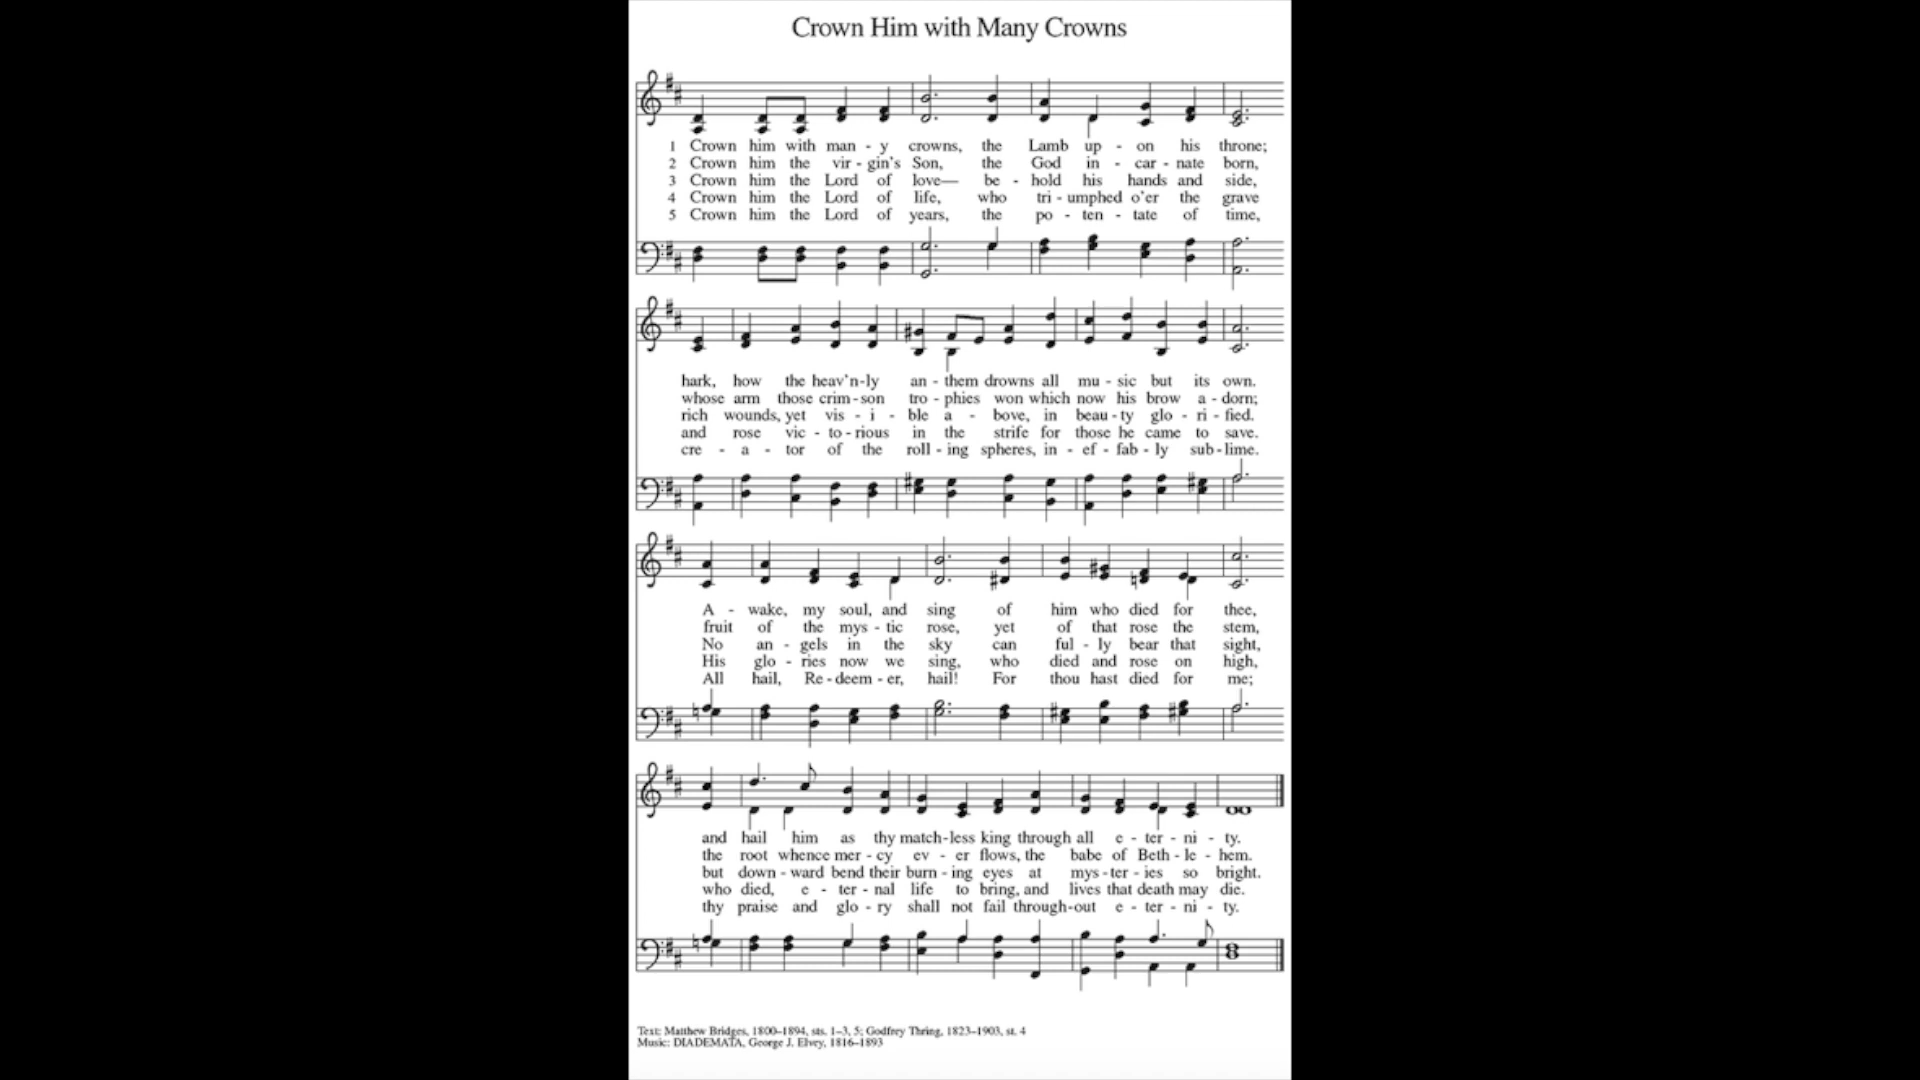 Crown Him with Many Crowns
1 Crown him with man - y crowns, the Lamb up - on his throne;
2 Crown him the vir - gin's Son, the God in - car - nate born,
3 Crown him the Lord of love— be - hold his hands and side,
4 Crown him the Lord of life, who tri - umphed o'er the grave
5 Crown him the Lord of years, the po - ten - tate of time,
hark, how the heav'n-ly an - them drowns all mu - sic but its own.
whose arm those crim - son tro - phies won which now his brow a - dorn;
rich wounds, yet vis - i - ble a - bove, in beau - ty glo - ri - fied.
and rose vic - to - rious in the strife for those he came to save.
cre - a - tor of the roll - ing spheres, in - ef - fab - ly sub - lime.
A - wake, my soul, and sing of him who died for thee,
fruit of the mys - tic rose, yet of that rose the stem,
No an - gels in the sky can ful - ly bear that sight,
His glo - ries now we sing, who died and rose on high,
All hail, Re - deem - er, hail! For thou hast died for me;
and hail him as thy match-less king through all e - ter - ni - ty.
the root whence mer - cy ev - er flows, the babe of Beth - le - hem.
but down - ward bend their burn - ing eyes at mys - ter - ies so bright.
who died, e - ter - nal life to bring, and lives that death may die.
thy praise and glo - ry shall not fail through-out e - ter - ni - ty.
Text: Matthew Bridges, 1800–1894, sts. 1–3, 5; Godfrey Thring, 1823–1903, st. 4
Music: DIADEMATA, George J. Elvey, 1816–1893